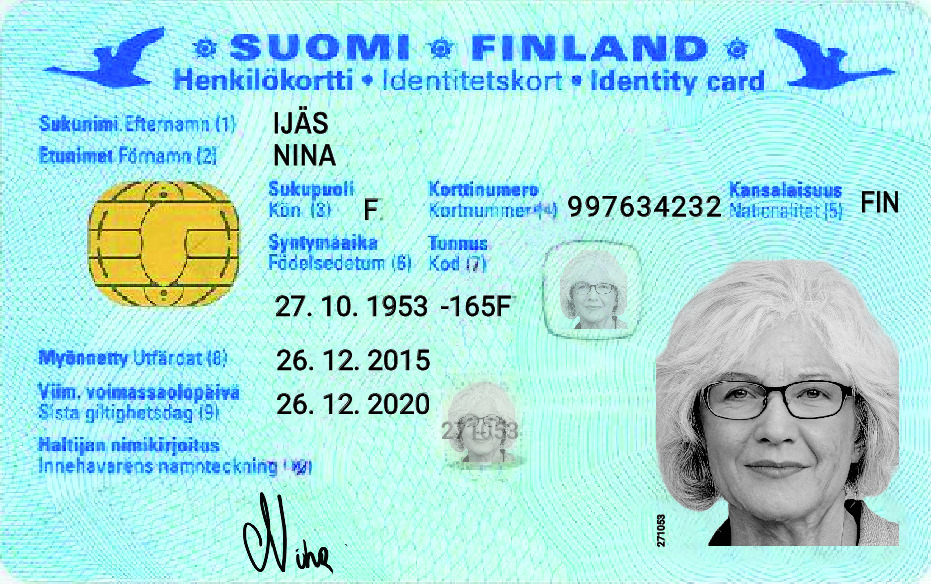 SUOMI FINLAND
Henkilökortti • Identitetskort • Identity card
Sukunimi Efternamn (1) IJÄS
Etunimet Förnamn (2) NINA
Sukupuoli Korttinumero Kansalaisuus
Kön (3) F Kortnummer (4) 997634232 Nationalitet (5) FIN
Syntymäaika Tunnus
Födelsedetum (6) Kod (7)
27. 10. 1953 -165F
Myönnetty Utfärdat (8) 26. 12. 2015
Viim. voimassaolopäivä
Sista giltighetsdag (9) 26. 12. 2020
271053
Haltijan nimikirjoitus
Innehavarens namnteckning
Nina
271053